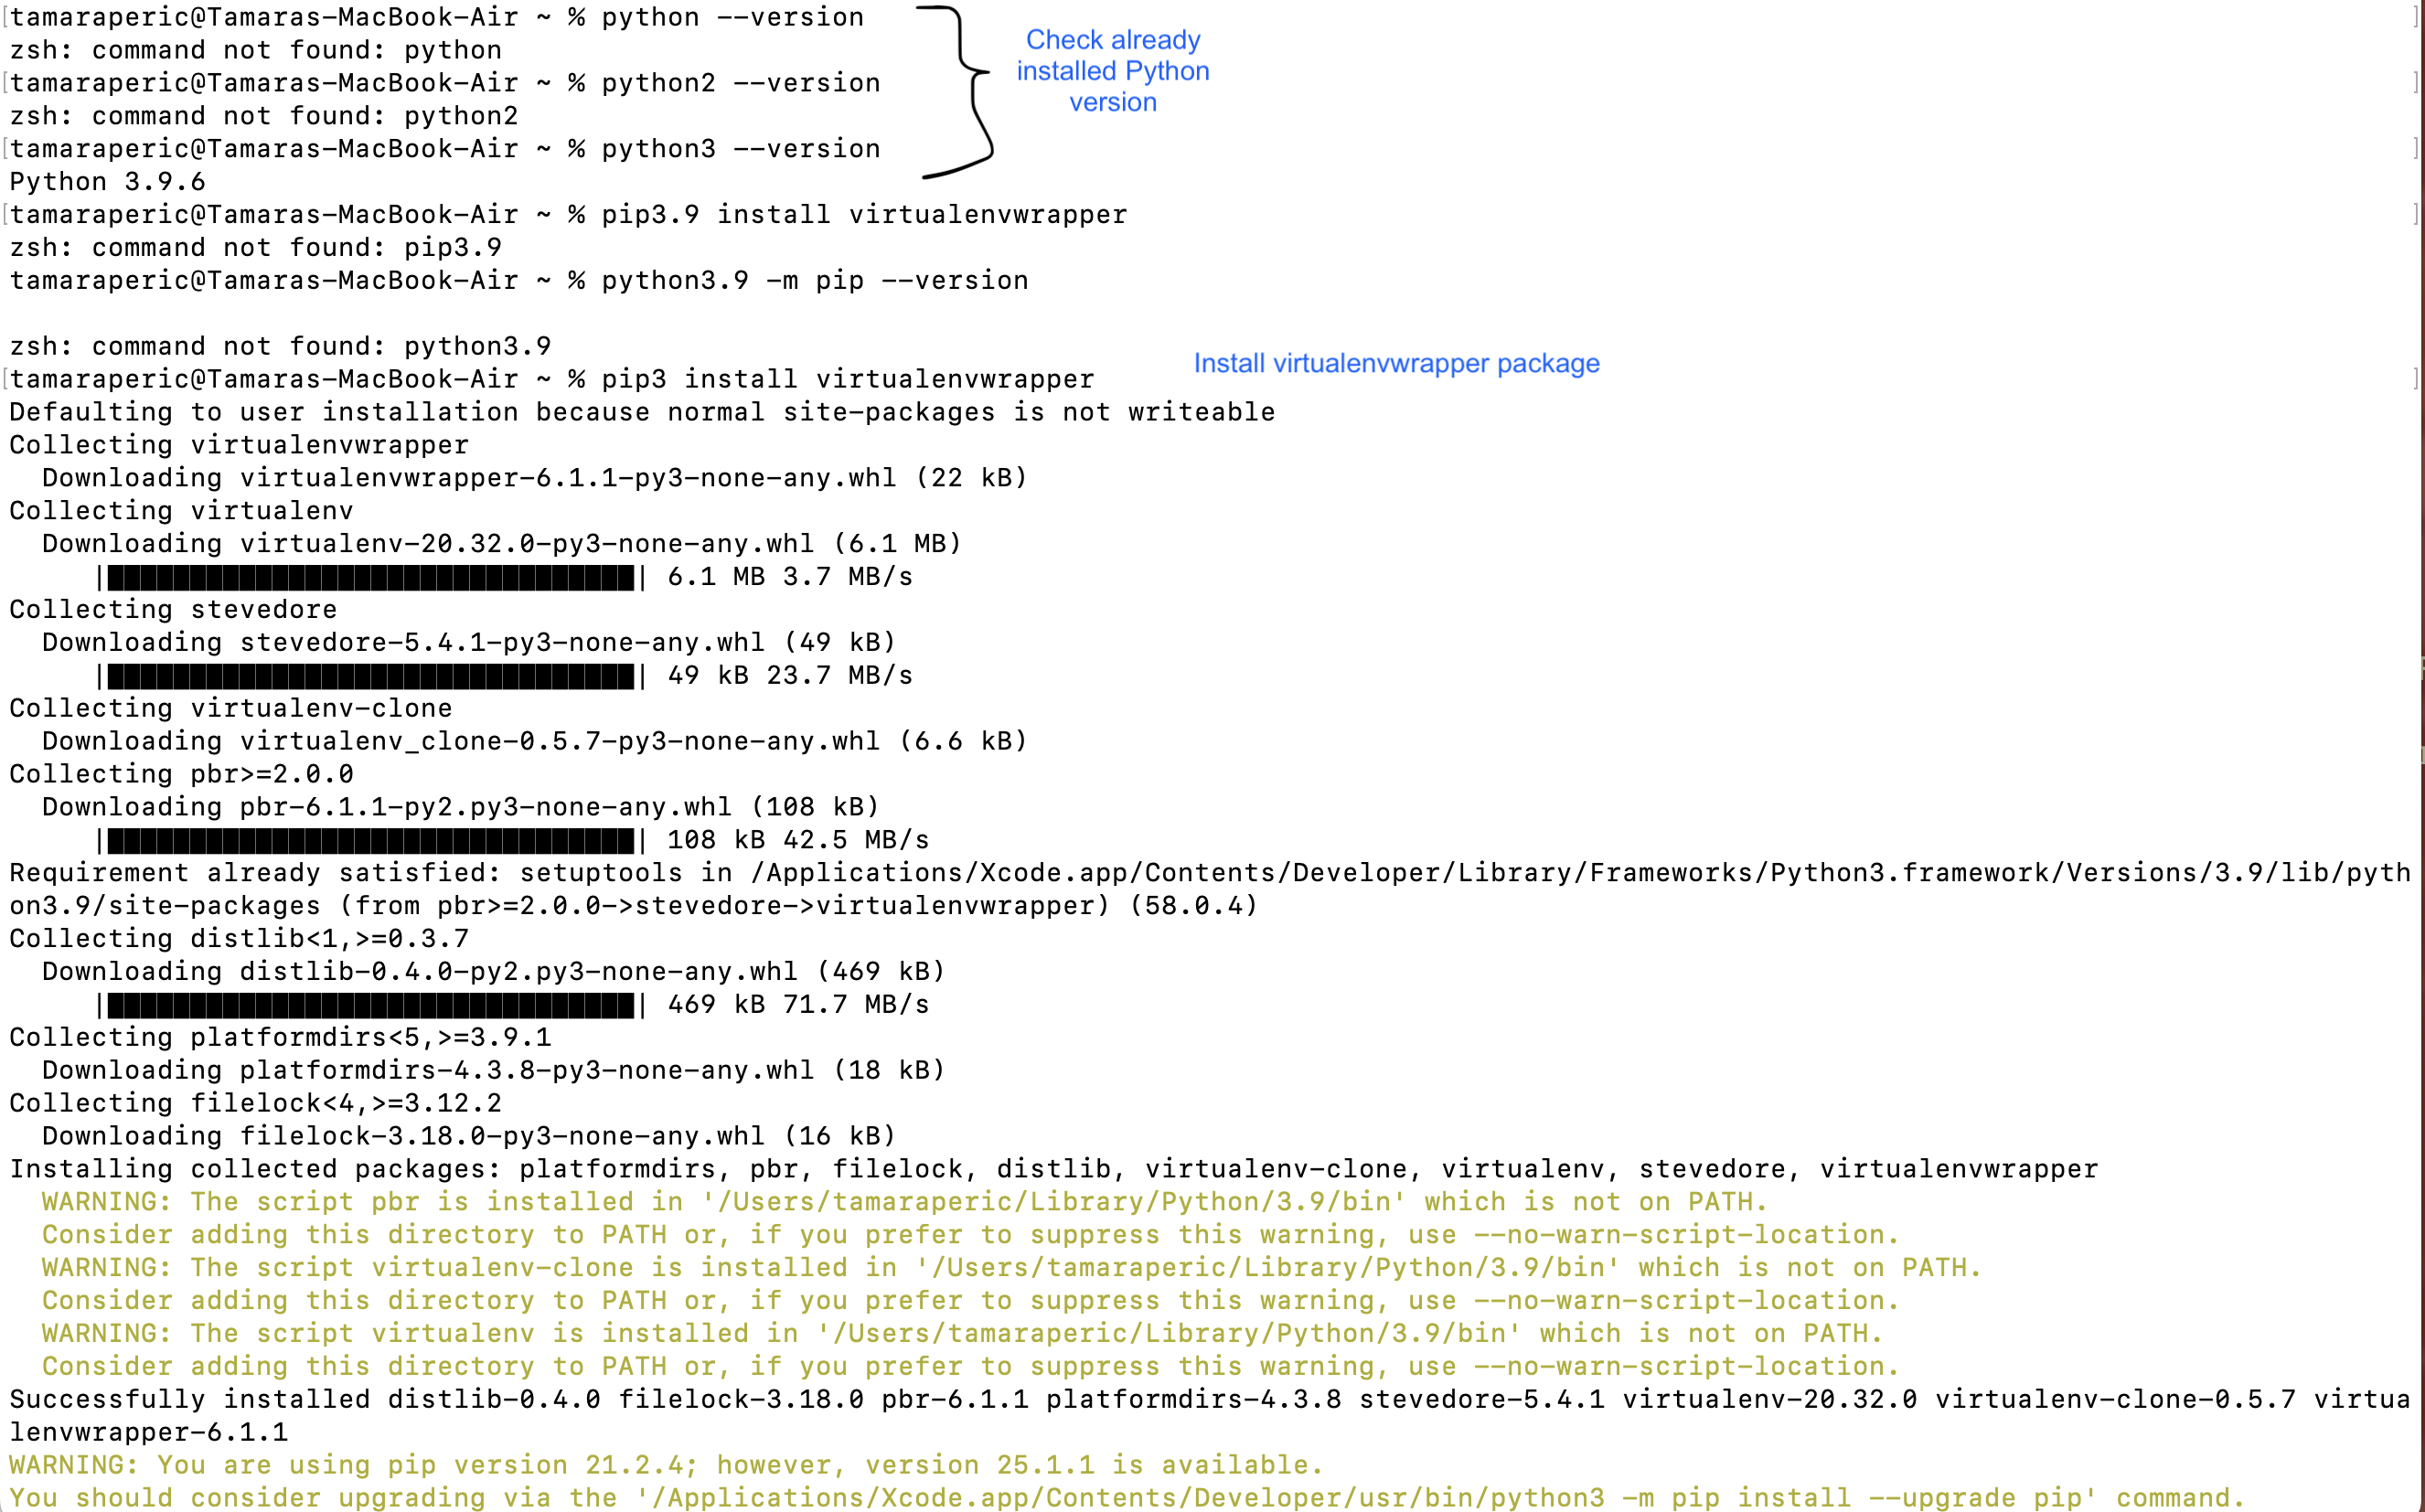 tamaraperic@Tamaras-MacBook-Air ~ % python --version
zsh: command not found: python
tamaraperic@Tamaras-MacBook-Air ~ % python2 --version
zsh: command not found: python2
tamaraperic@Tamaras-MacBook-Air ~ % python3 --version
Python 3.9.6
Check already
installed Python
version
tamaraperic@Tamaras-MacBook-Air ~ % pip3.9 install virtualenvwrapper
zsh: command not found: pip3.9
tamaraperic@Tamaras-MacBook-Air ~ % python3.9 -m pip --version
zsh: command not found: python3.9
tamaraperic@Tamaras-MacBook-Air ~ % pip3 install virtualenvwrapper
Install virtualenvwrapper package
Defaulting to user installation because normal site-packages is not writeable
Collecting virtualenvwrapper
  Downloading virtualenvwrapper-6.1.1-py3-none-any.whl (22 kB)
Collecting virtualenv
  Downloading virtualenv-20.32.0-py3-none-any.whl (6.1 MB)
6.1 MB 3.7 MB/s
Collecting stevedore
  Downloading stevedore-5.4.1-py3-none-any.whl (49 kB)
49 kB 23.7 MB/s
Collecting virtualenv-clone
  Downloading virtualenv_clone-0.5.7-py3-none-any.whl (6.6 kB)
Collecting pbr>=2.0.0
  Downloading pbr-6.1.1-py2.py3-none-any.whl (108 kB)
108 kB 42.5 MB/s
Requirement already satisfied: setuptools in /Applications/Xcode.app/Contents/Developer/Library/Frameworks/Python3.framework/Versions/3.9/lib/pyth
on3.9/site-packages (from pbr>=2.0.0->stevedore->virtualenvwrapper) (58.0.4)
Collecting distlib<1,>=0.3.7
  Downloading distlib-0.4.0-py2.py3-none-any.whl (469 kB)
469 kB 71.7 MB/s
Collecting platformdirs<5,>=3.9.1
  Downloading platformdirs-4.3.8-py3-none-any.whl (18 kB)
Collecting filelock<4,>=3.12.2
  Downloading filelock-3.18.0-py3-none-any.whl (16 kB)
Installing collected packages: platformdirs, pbr, filelock, distlib, virtualenv-clone, virtualenv, stevedore, virtualenvwrapper
  WARNING: The script pbr is installed in '/Users/tamaraperic/Library/Python/3.9/bin' which is not on PATH.
  Consider adding this directory to PATH or, if you prefer to suppress this warning, use --no-warn-script-location.
  WARNING: The script virtualenv-clone is installed in '/Users/tamaraperic/Library/Python/3.9/bin' which is not on PATH.
  Consider adding this directory to PATH or, if you prefer to suppress this warning, use --no-warn-script-location.
  WARNING: The script virtualenv is installed in '/Users/tamaraperic/Library/Python/3.9/bin' which is not on PATH.
  Consider adding this directory to PATH or, if you prefer to suppress this warning, use --no-warn-script-location.
Successfully installed distlib-0.4.0 filelock-3.18.0 pbr-6.1.1 platformdirs-4.3.8 stevedore-5.4.1 virtualenv-20.32.0 virtualenv-clone-0.5.7 virtua
lenvwrapper-6.1.1
WARNING: You are using pip version 21.2.4; however, version 25.1.1 is available.
You should consider upgrading via the '/Applications/Xcode.app/Contents/Developer/usr/bin/python3 -m pip install --upgrade pip' command.